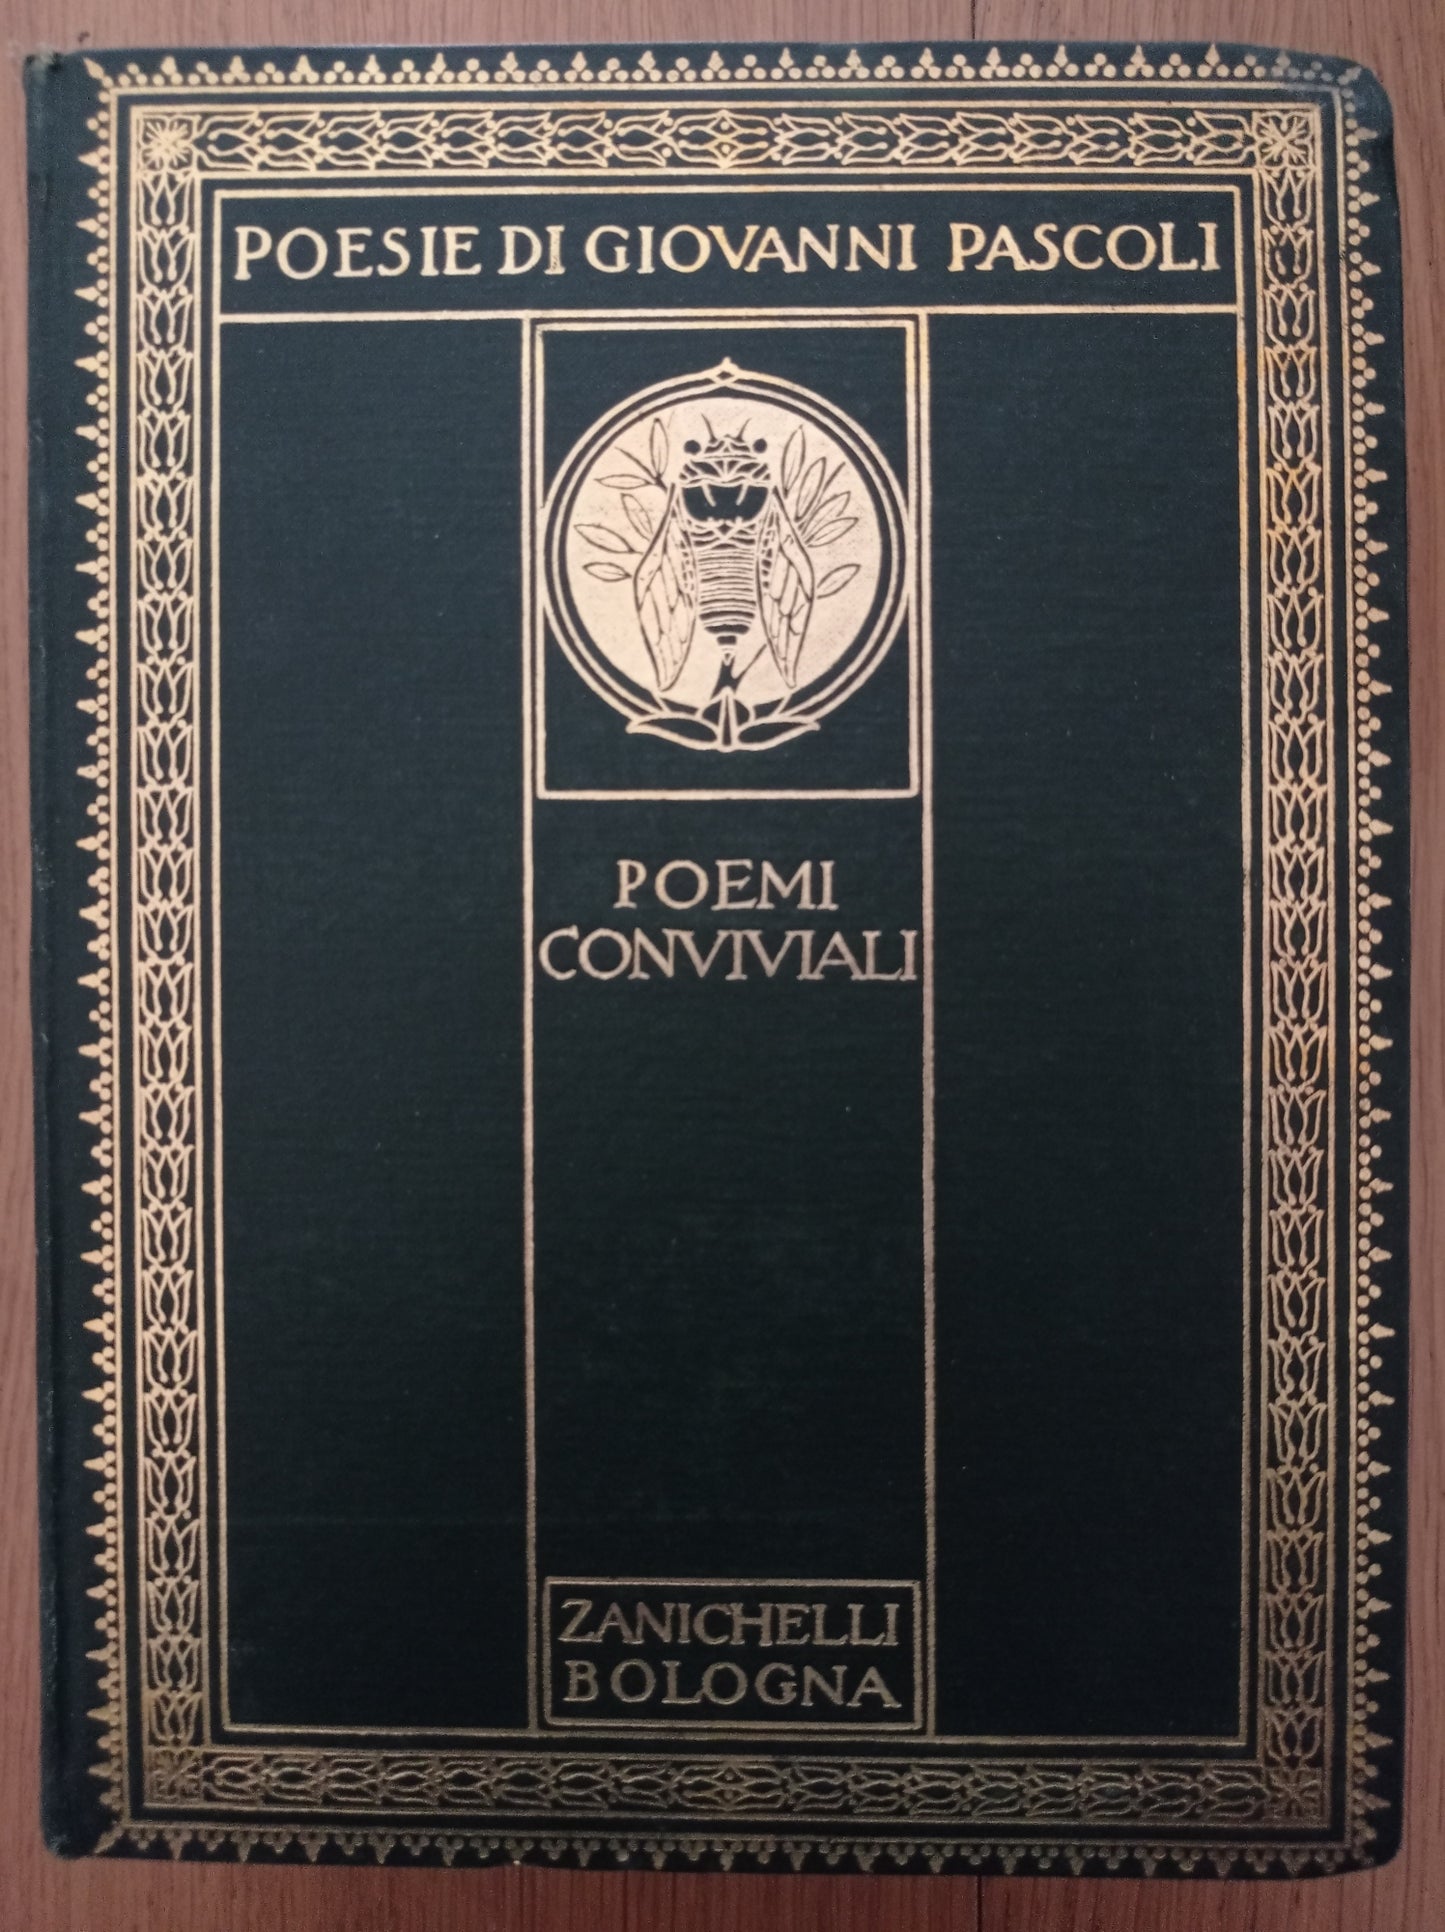 POESIE DI GIOVANNI PASCOLI
POEMI
CONVIVIALI
ZANICHELLI
BOLOGNA